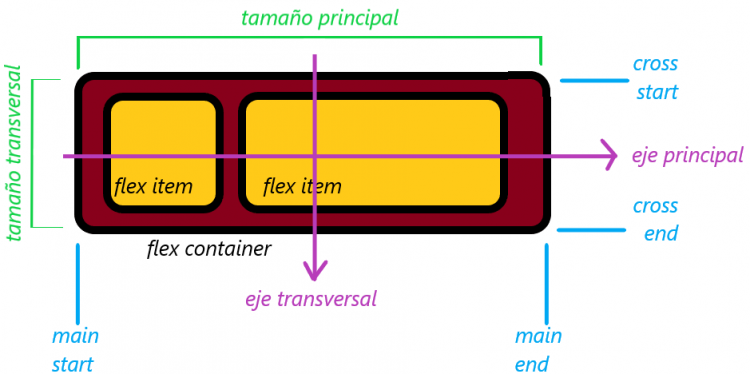 tamaño principal
tamaño transversal
cross
start
flex item
flex item
eje principal
cross
end
flex container
eje transversal
main
start
main
end